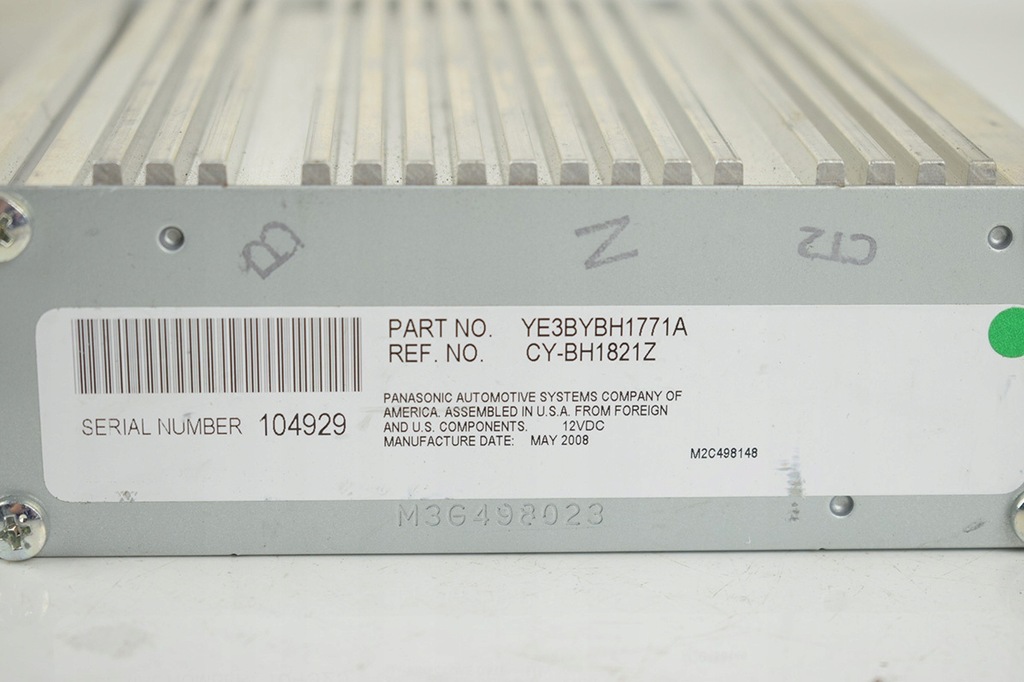 B
Z
CT2
PART NO. YE3BYBH1771A
REF. NO. CY-BH1821Z
PANASONIC AUTOMOTIVE SYSTEMS COMPANY OF
AMERICA. ASSEMBLED IN U.S.A. FROM FOREIGN
AND U.S. COMPONENTS. 12VDC
MANUFACTURE DATE: MAY 2008
SERIAL NUMBER 104929
M2C498148
M3G498023